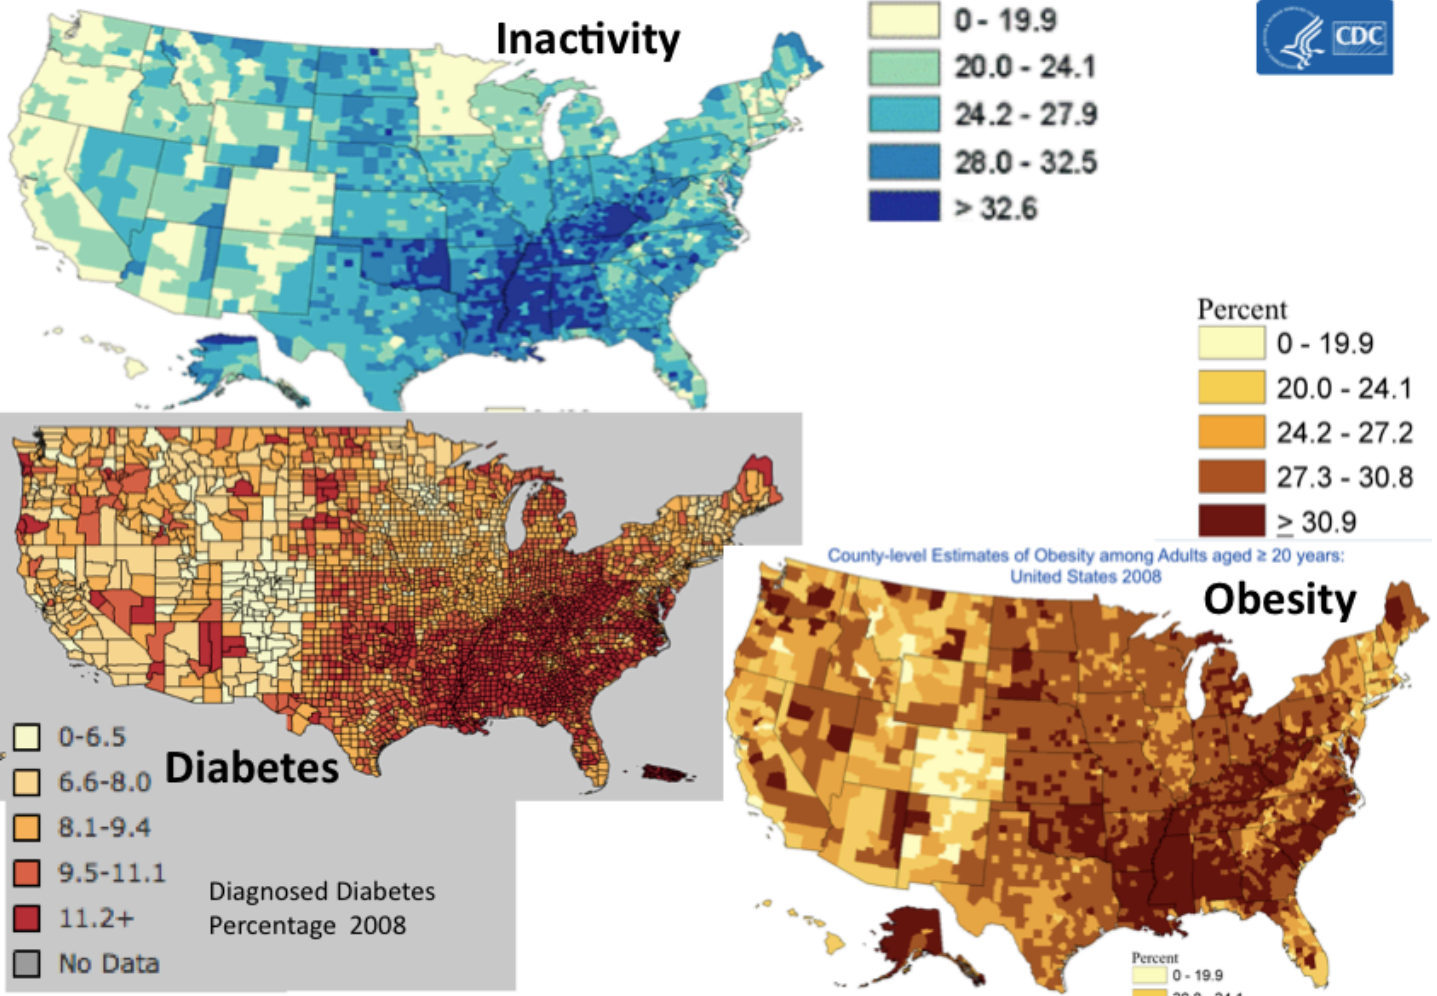 Inactivity
0 - 19.9
20.0 - 24.1
24.2 - 27.9
28.0 - 32.5
> 32.6
CDC
Percent
0 - 19.9
20.0 - 24.1
24.2 - 27.2
27.3 - 30.8
≥ 30.9
County-level Estimates of Obesity among Adults aged ≥ 20 years:
United States 2008
Obesity
Diabetes
0-6.5
6.6-8.0
8.1-9.4
9.5-11.1
11.2+
No Data
Diagnosed Diabetes
Percentage 2008
Percent
0 - 19.9